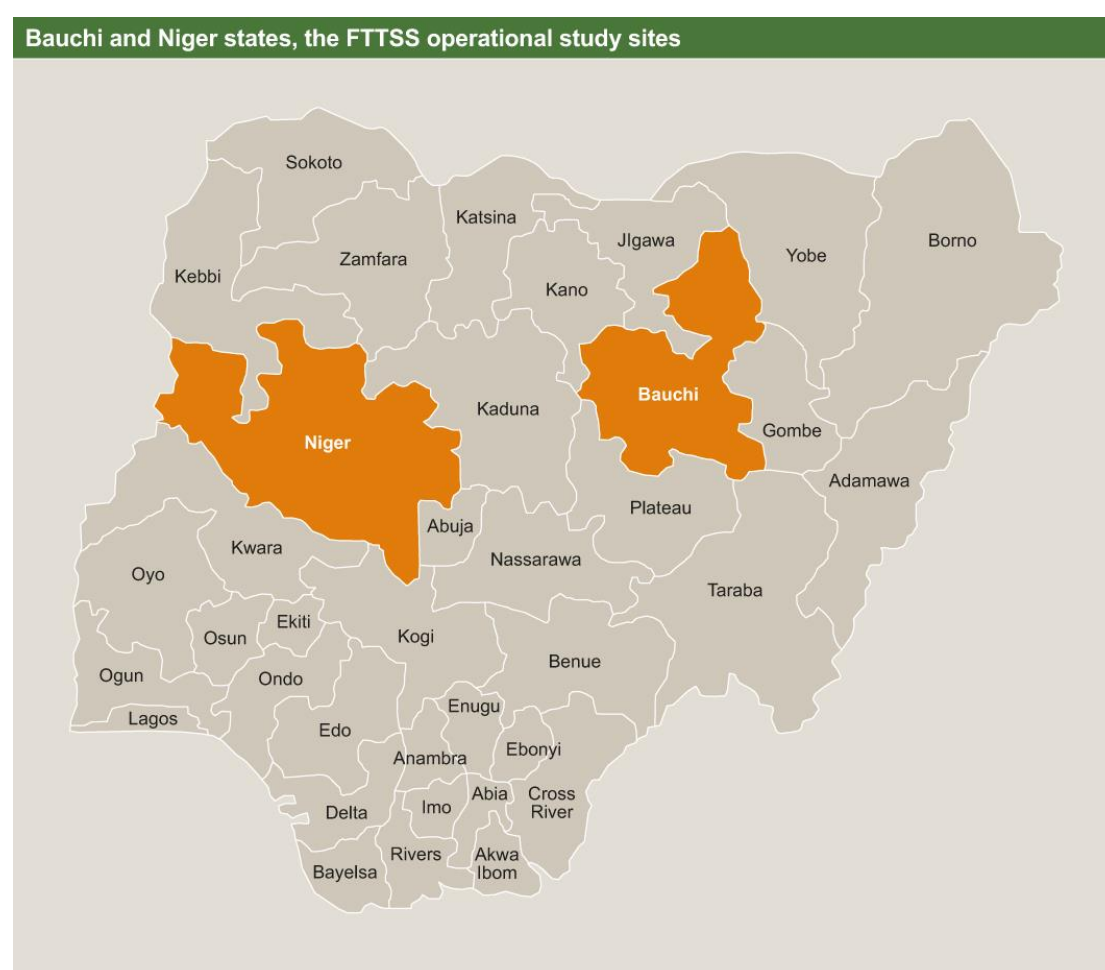 Bauchi and Niger states, the FTTSS operational study sites
Sokoto
Katsina
JIgawa
Borno
Yobe
Zamfara
Kebbi
Kano
Bauchi
Kaduna
Gombe
Niger
Adamawa
Plateau
Abuja
Kwara
Nassarawa
Oyo
Taraba
Ekiti
Osun
Kogi
Benue
Ogun
Ondo
Enugu
Lagos
Edo
Ebonyi
Anambra
Abia
Cross
River
Imo
Delta
Rivers
Akwa
Ibom
Bayelsa